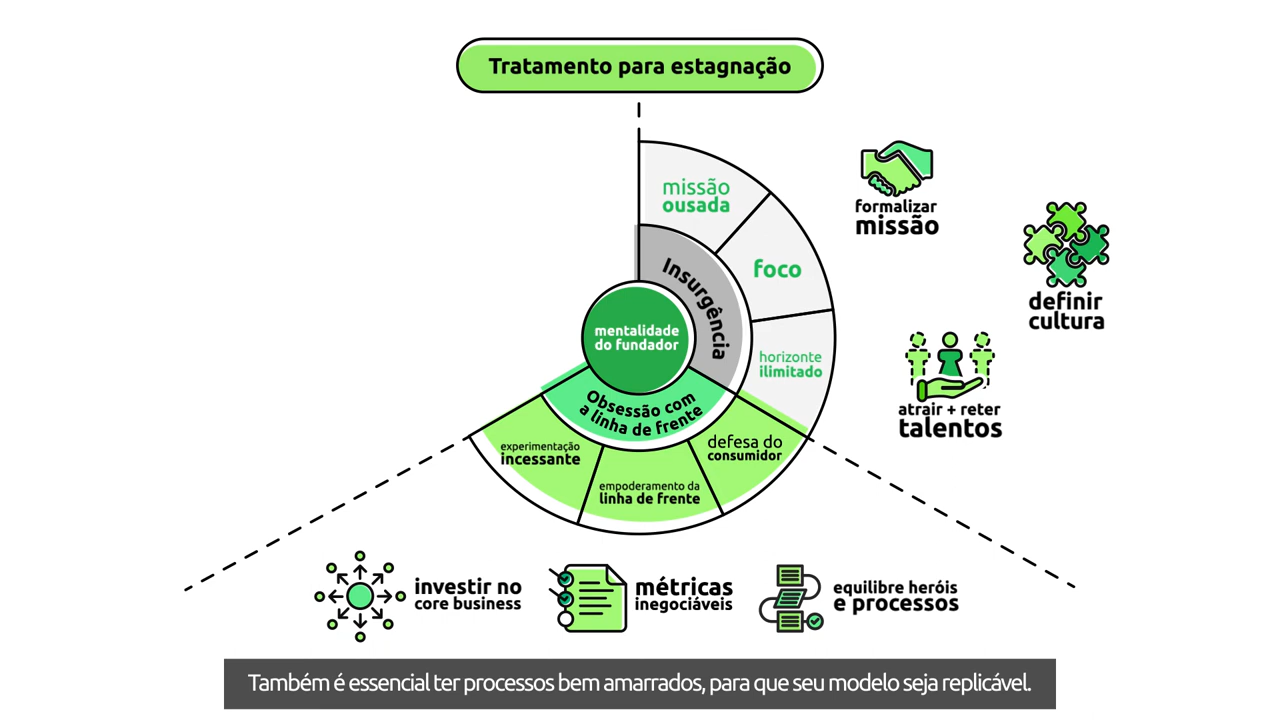 Tratamento para estagnação
missão
ousada
foco
horizonte
ilimitado
Insurgência
mentalidade
do fundador
Obsessão com
a linha de frente
experimentação
incessante
empoderamento da
linha de frente
defesa do
consumidor
formalizar
missão
definir
cultura
atrair + reter
talentos
investir no
core business
métricas
inegociáveis
equilibre heróis
e processos
Também é essencial ter processos bem amarrados, para que seu modelo seja replicável.